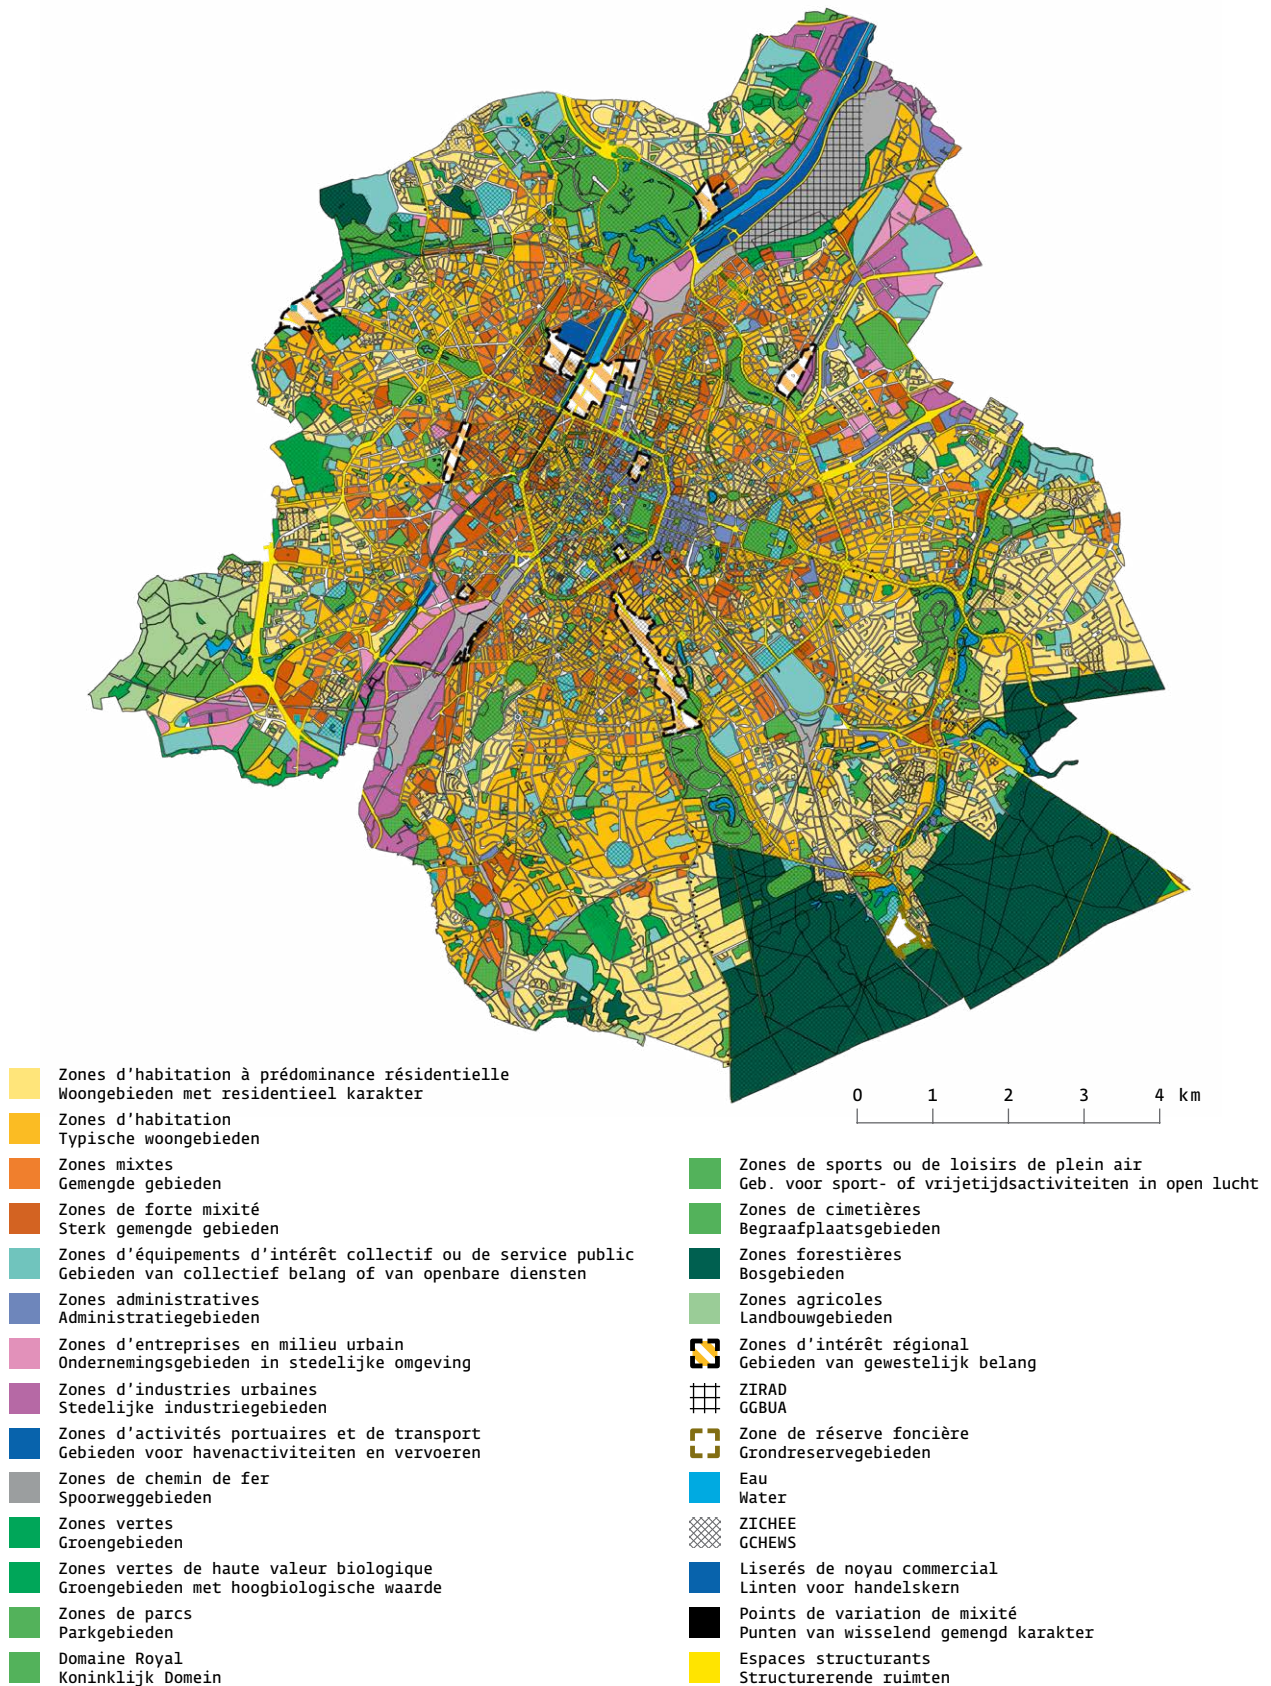 0 1 2 3 4 km
Zones d'habitation à prédominance résidentielle
Woongebieden met residentieel karakter
Zones d'habitation
Typische woongebieden
Zones mixtes
Gemengde gebieden
Zones de forte mixité
Sterk gemengde gebieden
Zones d'équipements d'intérêt collectif ou de service public
Gebieden van collectief belang of van openbare diensten
Zones administratives
Administratiegebieden
Zones d'entreprises en milieu urbain
Ondernemingsgebieden in stedelijke omgeving
Zones d'industries urbaines
Stedelijke industriegebieden
Zones d'activités portuaires et de transport
Gebieden voor havenactiviteiten en vervoeren
Zones de chemin de fer
Spoorweggebieden
Zones vertes
Groengebieden
Zones vertes de haute valeur biologique
Groengebieden met hoogbiologische waarde
Zones de parcs
Parkgebieden
Domaine Royal
Koninklijk Domein
Zones de sports ou de loisirs de plein air
Geb. voor sport- of vrijetijdsactiviteiten in open lucht
Zones de cimetières
Begraafplaatsgebieden
Zones forestières
Bosgebieden
Zones agricoles
Landbouwgebieden
Zones d'intérêt régional
Gebieden van gewestelijk belang
ZIRAD
GGBUA
Zone de réserve foncière
Grondreservegebieden
Eau
Water
ZICHEE
GCHEWS
Liserés de noyau commercial
Linten voor handelskern
Points de variation de mixité
Punten van wisselend gemengd karakter
Espaces structurants
Structurerende ruimten